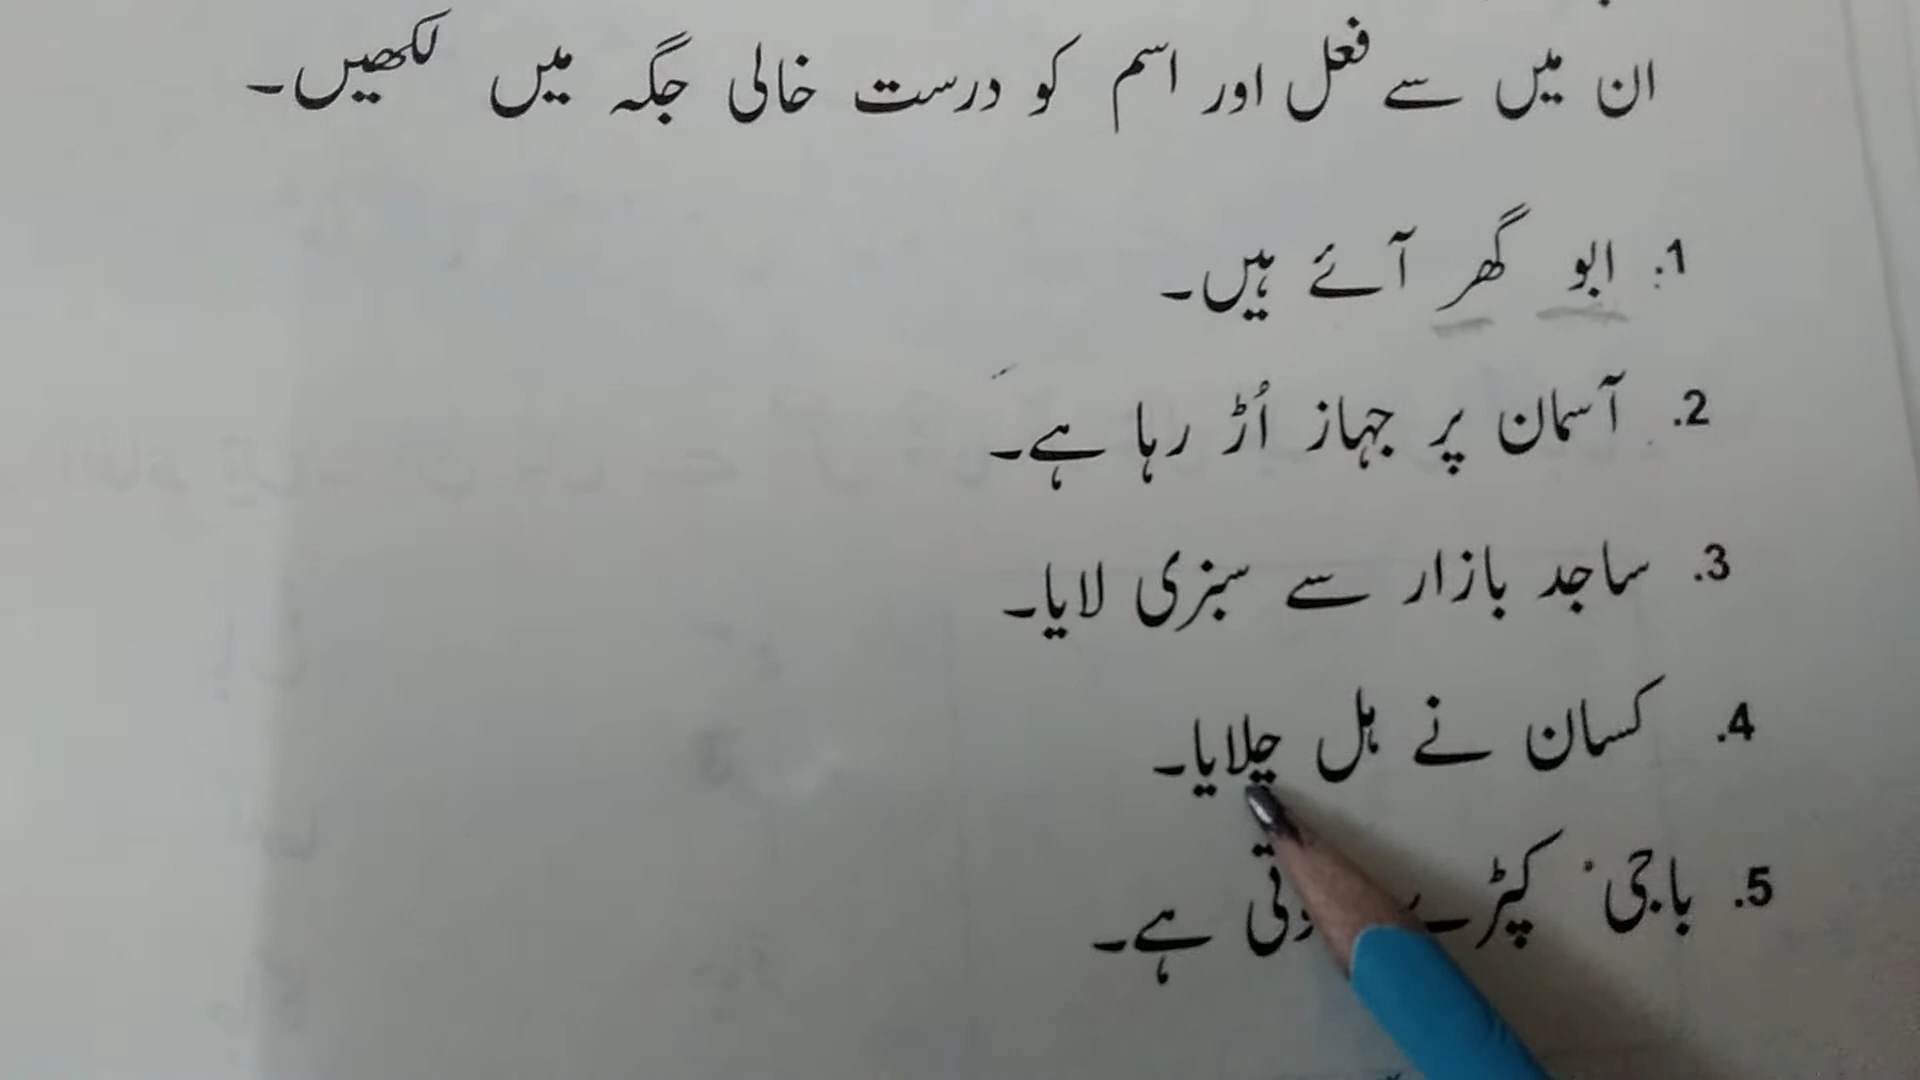 ان میں سے فعل اور اسم کو درست خالی جگہ میں لکھیں۔
1. ابو گھر آئے ہیں۔
2. آسمان پر جہاز اُڑ رہا ہے۔
3. ساجد بازار سے سبزی لایا۔
4. کسان نے ہل چلایا۔
5. باجی کپڑے ہے۔